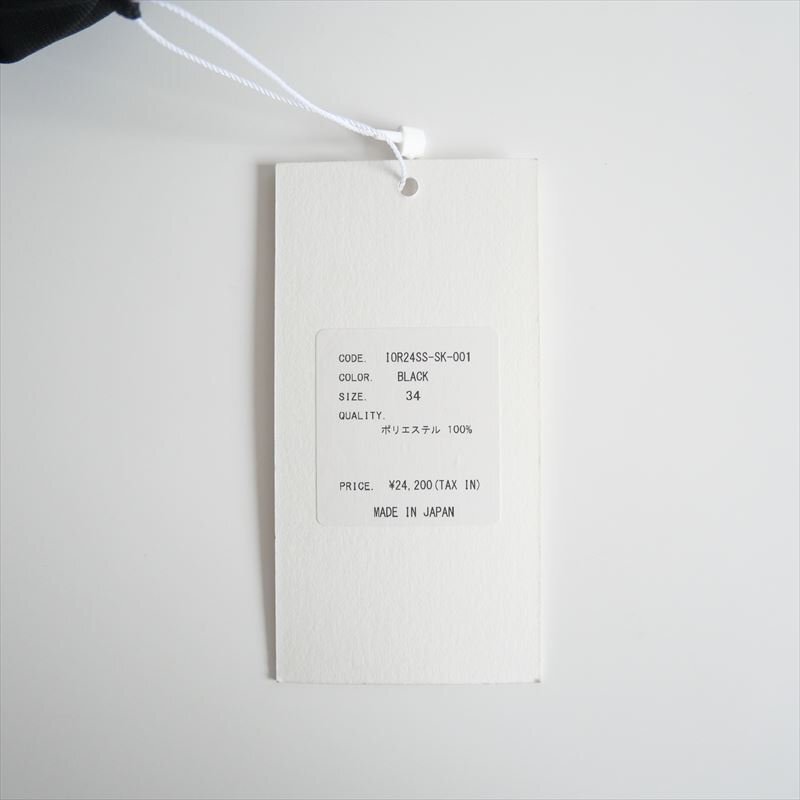 CODE. IOR24SS-SK-001
COLOR. BLACK
SIZE. 34
QUALITY.
ポリエステル 100%
PRICE. ¥24,200(TAX IN)
MADE IN JAPAN